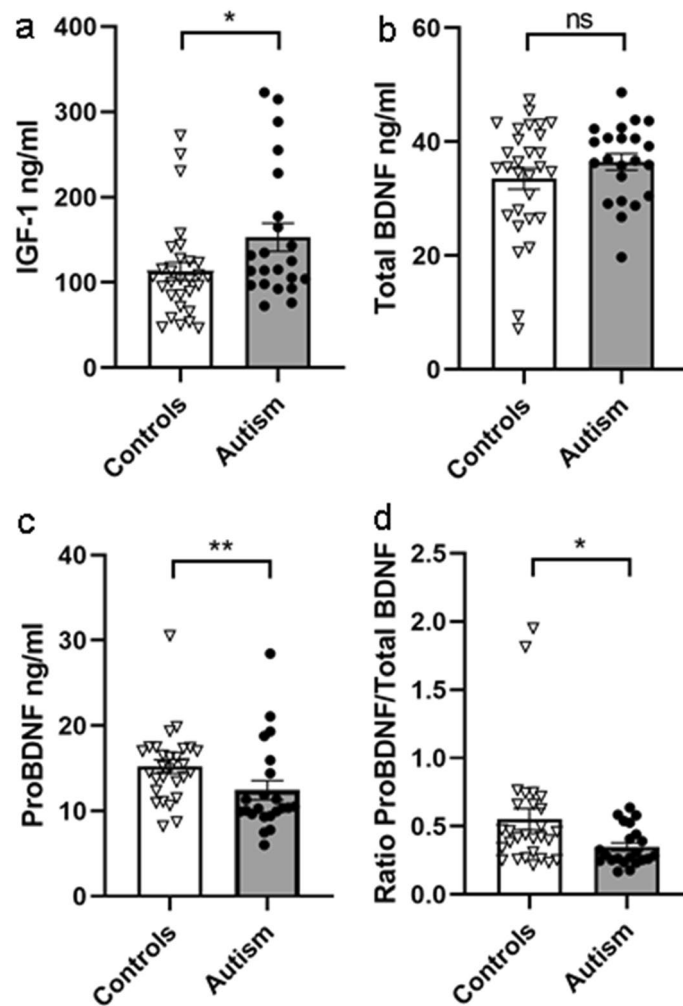 a
*
IGF-1 ng/ml
400
300
200
100
0
Controls
Autism
b
ns
Total BDNF ng/ml
60
40
20
0
Controls
Autism
c
**
ProBDNF ng/ml
40
30
20
10
0
Controls
Autism
d
*
Ratio ProBDNF/Total BDNF
2.5
2.0
1.5
1.0
0.5
0.0
Controls
Autism